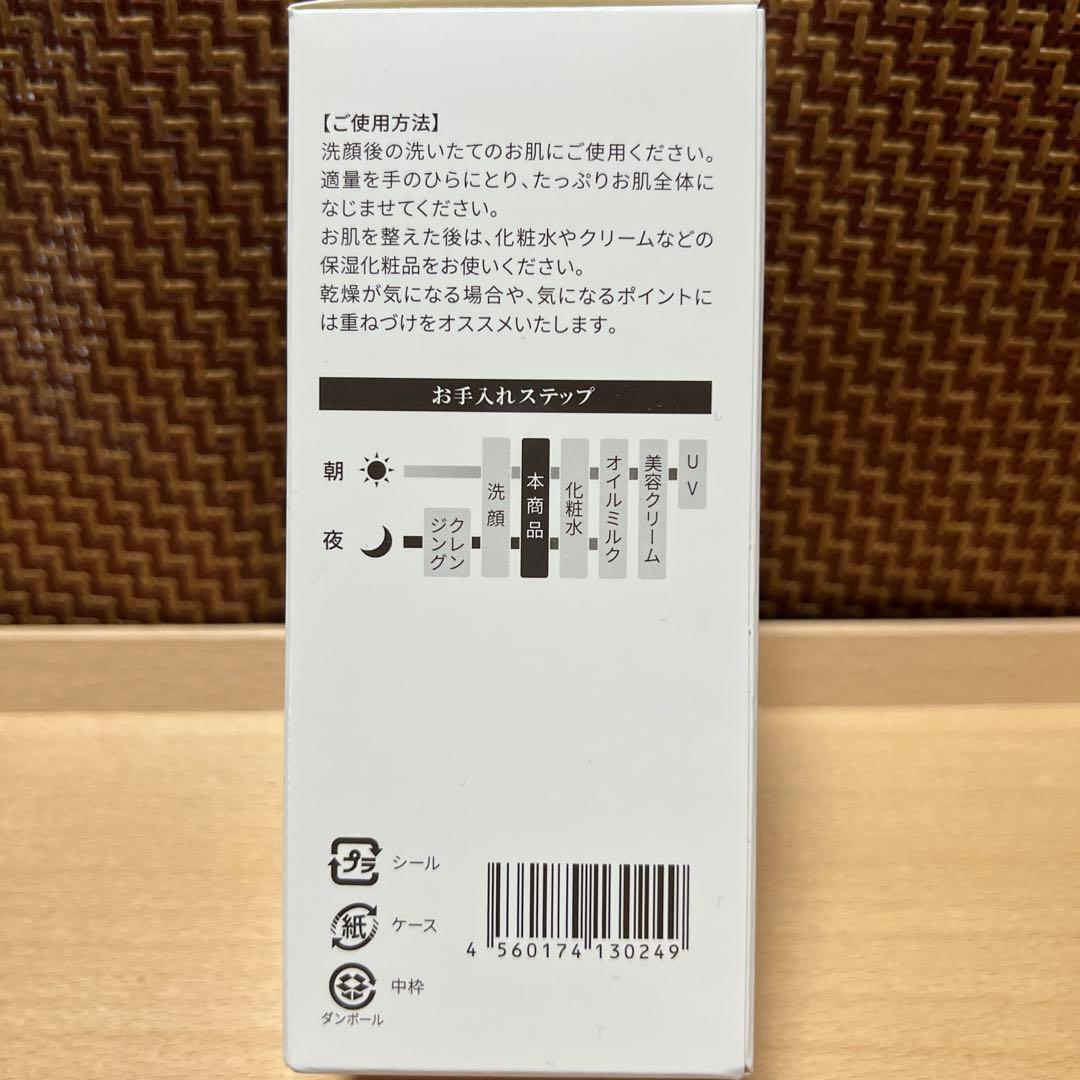 【ご使用方法】
洗顔後の洗いたてのお肌にご使用ください。
適量を手のひらにとり、たっぷりお肌全体に
なじませてください。
お肌を整えた後は、化粧水やクリームなどの
保湿化粧品をお使いください。
乾燥が気になる場合や、気になるポイントに
は重ねづけをオススメいたします。
お手入れステップ
朝
夜
クレン
ジング
洗顔
本商品
化粧水
オイルミルク
美容クリーム
UV
プラ シール
紙 ケース
中枠
ダンボール
4 560174 130249